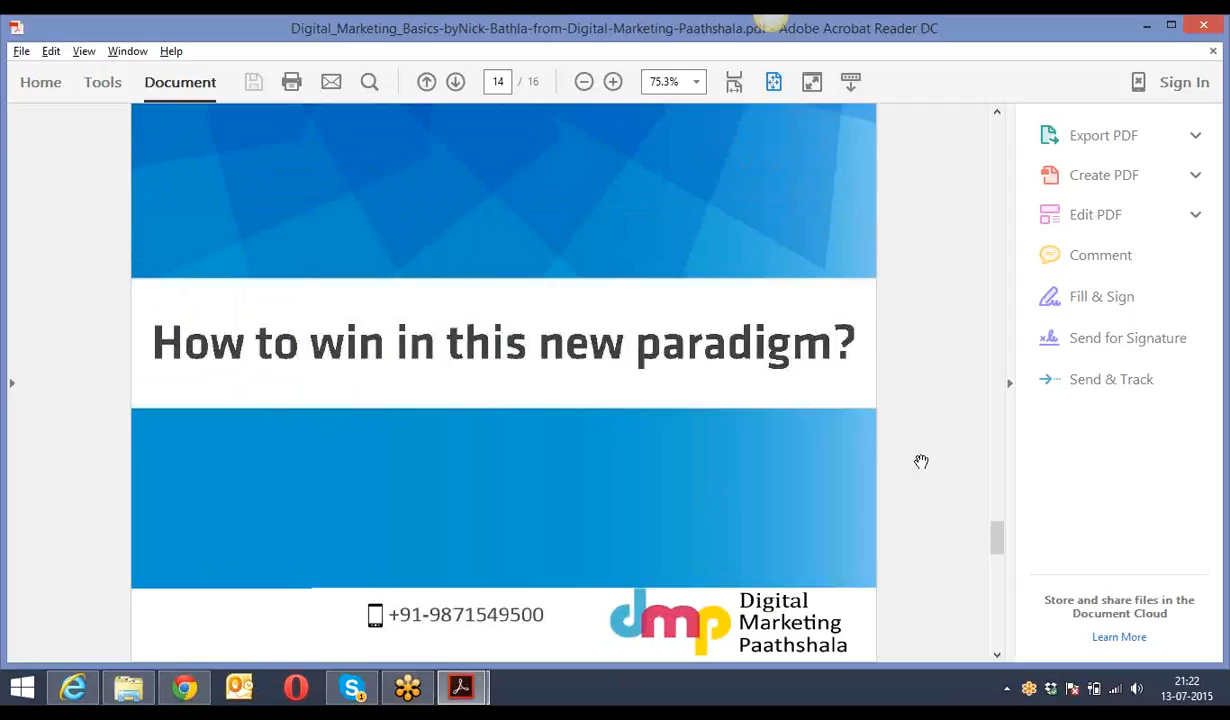 Digital_Marketing_Basics-byNick-Bathla-from-Digital-Marketing-Paathshala.pdf - Adobe Acrobat Reader DC
File Edit View Window Help
Home Tools Document 14 / 16 75.3% Sign In
Export PDF
Create PDF
Edit PDF
Comment
Fill & Sign
Send for Signature
Send & Track
How to win in this new paradigm?
+91-9871549500
dmp
Digital
Marketing
Paathshala
Store and share files in the
Document Cloud
Learn More
21:22
13-07-2015